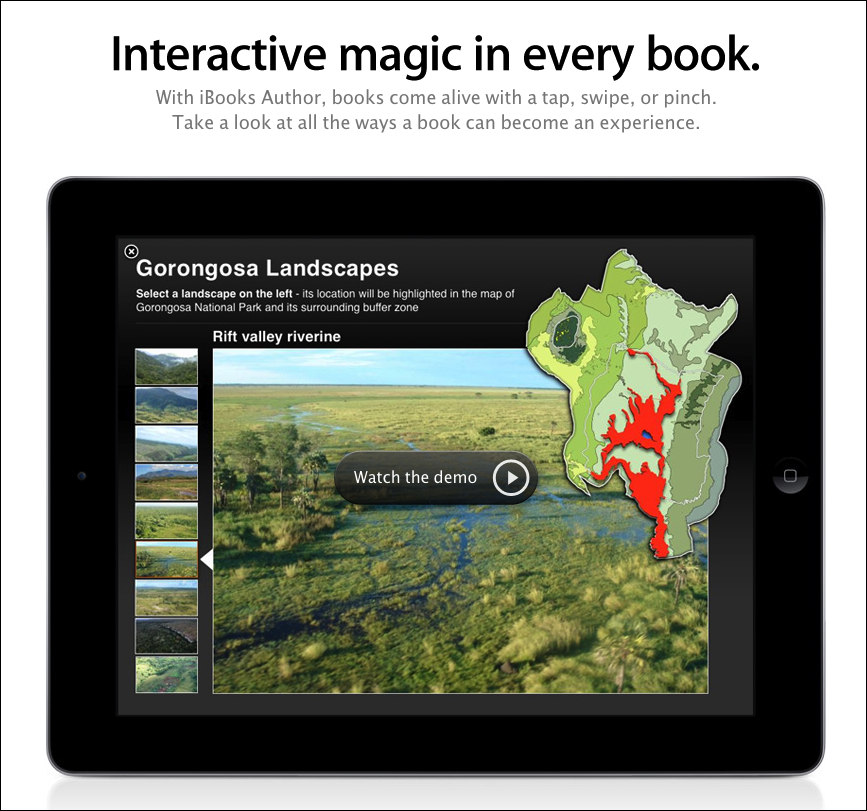 Interactive magic in every book.
With iBooks Author, books come alive with a tap, swipe, or pinch.
Take a look at all the ways a book can become an experience.
Gorongosa Landscapes
Select a landscape on the left - its location will be highlighted in the map of
Gorongosa National Park and its surrounding buffer zone
Rift valley riverine
Watch the demo